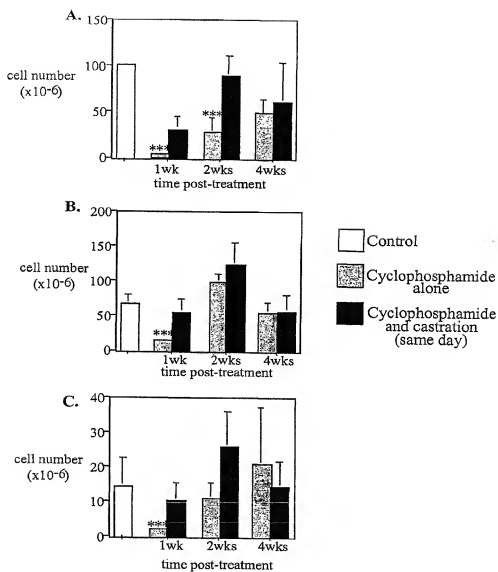 A.
150
100
50
0
cell number
(x10-6)
***
***
1wk 2wks 4wks
time post-treatment
B.
200
150
100
50
0
cell number
(x10-6)
***
1wk 2wks 4wks
time post-treatment
Control
Cyclophosphamide
alone
Cyclophosphamide
and castration
(same day)
C.
40
30
20
10
0
cell number
(x10-6)
***
1wk 2wks 4wks
time post-treatment